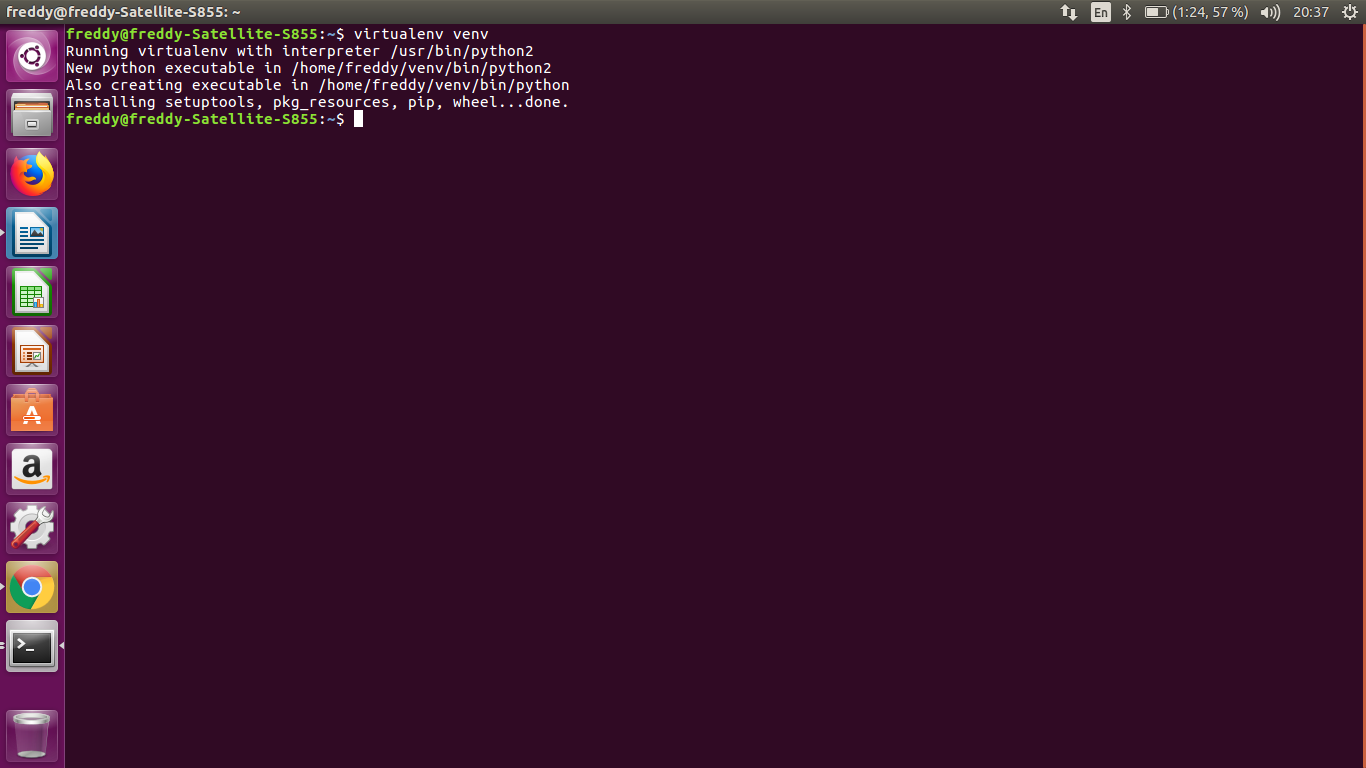 freddy@freddy-Satellite-S855: ~
En
(1:24, 57 %)
20:37
freddy@freddy-Satellite-S855:~$ virtualenv venv
Running virtualenv with interpreter /usr/bin/python2
New python executable in /home/freddy/venv/bin/python2
Also creating executable in /home/freddy/venv/bin/python
Installing setuptools, pkg_resources, pip, wheel...done.
freddy@freddy-Satellite-S855:~$
A
a
>_